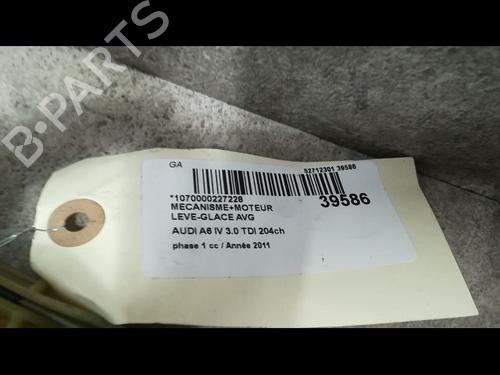 B-PARTS
GA
52712301 39586
*1070000227228
39586
MECANISME+MOTEUR
LEVE-GLACE AVG
AUDI A6 IV 3.0 TDI 204ch
phase 1 cc / Année 2011